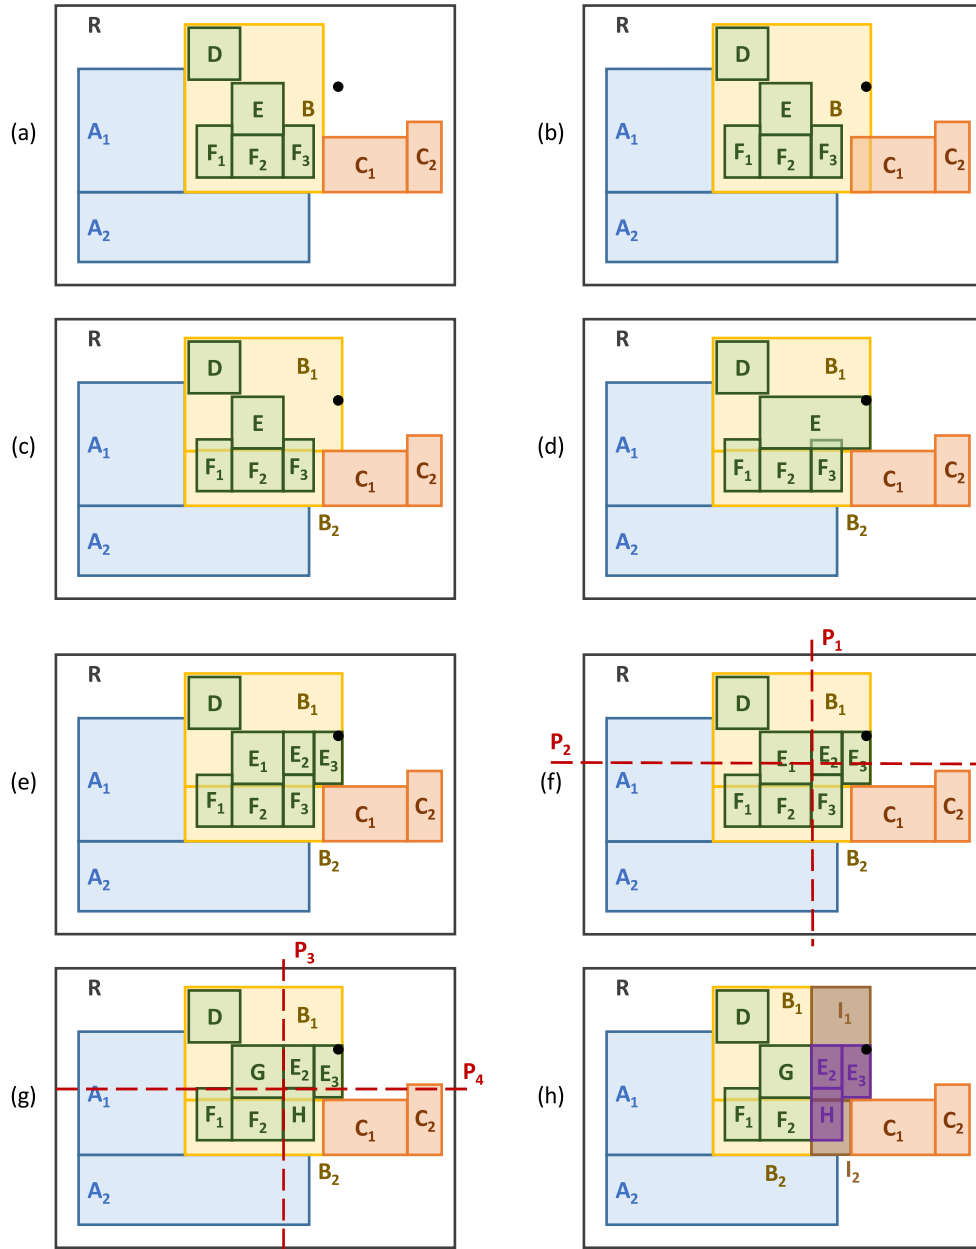 (a)
R
D
B
E
A1
F1 F2 F3
C1 C2
A2
(b)
R
D
B
E
A1
F1 F2 F3
C1 C2
A2
(c)
R
D
B1
E
A1
F1 F2 F3
C1 C2
B2
A2
(d)
R
D
B1
E
A1
F1 F2 F3
C1 C2
B2
A2
(e)
R
D
B1
E1 E2 E3
A1
F1 F2 F3
C1 C2
B2
A2
(f)
P1
R
D
B1
P2
E1 E2 E3
A1
F1 F2 F3
C1 C2
B2
A2
(g)
P3
R
D
B1
G E2 E3
P4
A1
F1 F2 H
C1 C2
B2
A2
(h)
R
D
B1 I1
G E2 E3
A1
F1 F2 H
C1 C2
B2 I2
A2